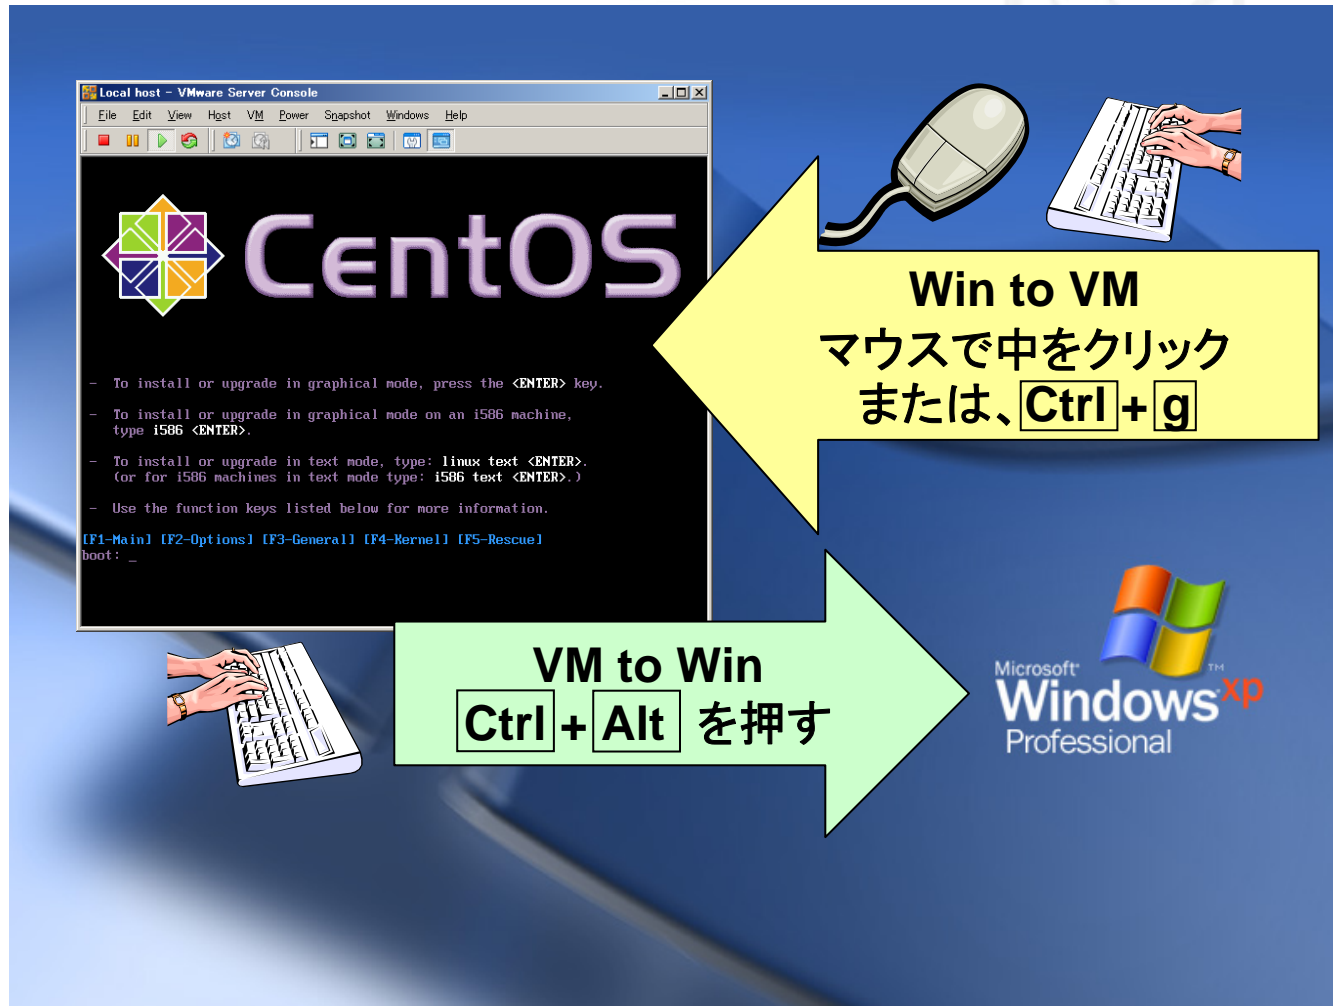 Local host - VMware Server Console
File Edit View Host VM Power Snapshot Windows Help
CentOS
- To install or upgrade in graphical mode, press the <ENTER> key.
- To install or upgrade in graphical mode on an i586 machine,
type i586 <ENTER>.
- To install or upgrade in text mode, type: linux text <ENTER>.
(or for i586 machines in text mode type: i586 text <ENTER>.)
- Use the function keys listed below for more information.
[F1-Main] [F2-Options] [F3-General] [F4-Kernel] [F5-Rescue]
boot: _
Win to VM
マウスで中をクリック
または、Ctrl+g
VM to Win
Ctrl+Alt を押す
Microsoft
Windows xp
TM
Professional